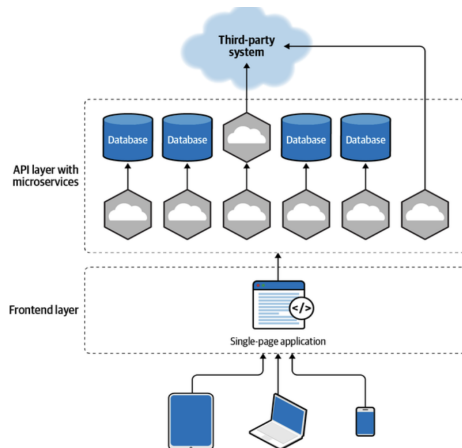 Third-party
system
Database
Database
Database
Database
API layer with
microservices
Frontend layer
</>
Single-page application